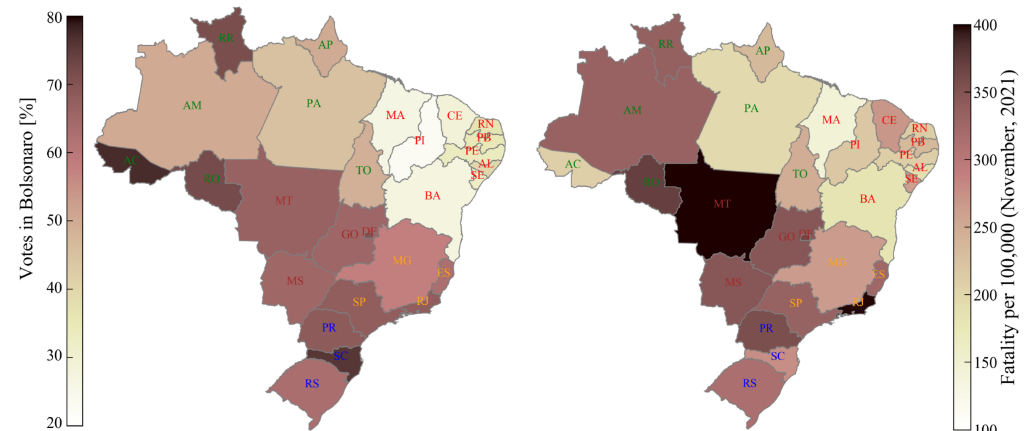 80
70
60
50
40
30
20
Votes in Bolsonaro [%]
RR
AP
AM
PA
MA
CE
RN
PB
PI
PE
AL
SE
AC
RO
TO
BA
MT
GO
DF
MG
ES
MS
SP
RJ
PR
SC
RS
RR
AP
AM
PA
MA
CE
RN
PB
PI
PE
AL
SE
AC
TO
BA
MT
GO
DF
MG
ES
MS
SP
RJ
PR
SC
RS
400
350
300
250
200
150
100
Fatality per 100,000 (November, 2021)